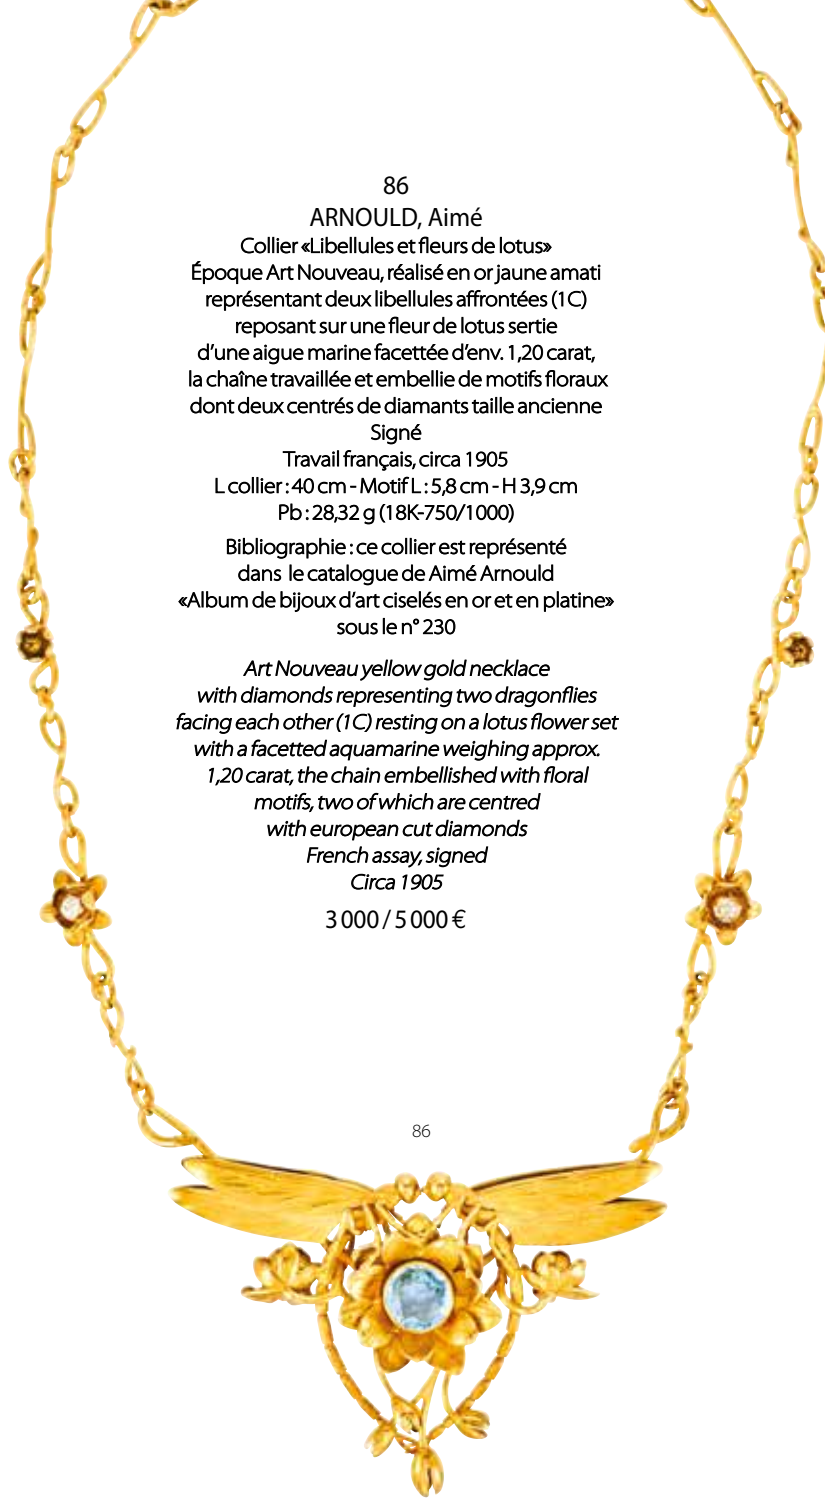 86
ARNOULD, Aimé
Collier «Libellules et fleurs de lotus»
Époque Art Nouveau, réalisé en or jaune amati
représentant deux libellules affrontées (1C)
reposant sur une fleur de lotus sertie
d'une aigue marine facettée d'env. 1,20 carat,
la chaîne travaillée et embellie de motifs floraux
dont deux centrés de diamants taille ancienne
Signé
Travail français, circa 1905
L collier : 40 cm - Motif L : 5,8 cm - H 3,9 cm
Pb : 28,32 g (18K-750/1000)
Bibliographie : ce collier est représenté
dans le catalogue de Aimé Arnould
«Album de bijoux d'art ciselés en or et en platine»
sous le n° 230
Art Nouveau yellow gold necklace
with diamonds representing two dragonflies
facing each other (1C) resting on a lotus flower set
with a facetted aquamarine weighing approx.
1,20 carat, the chain embellished with floral
motifs, two of which are centred
with european cut diamonds
French assay, signed
Circa 1905
3 000 / 5 000 €
86